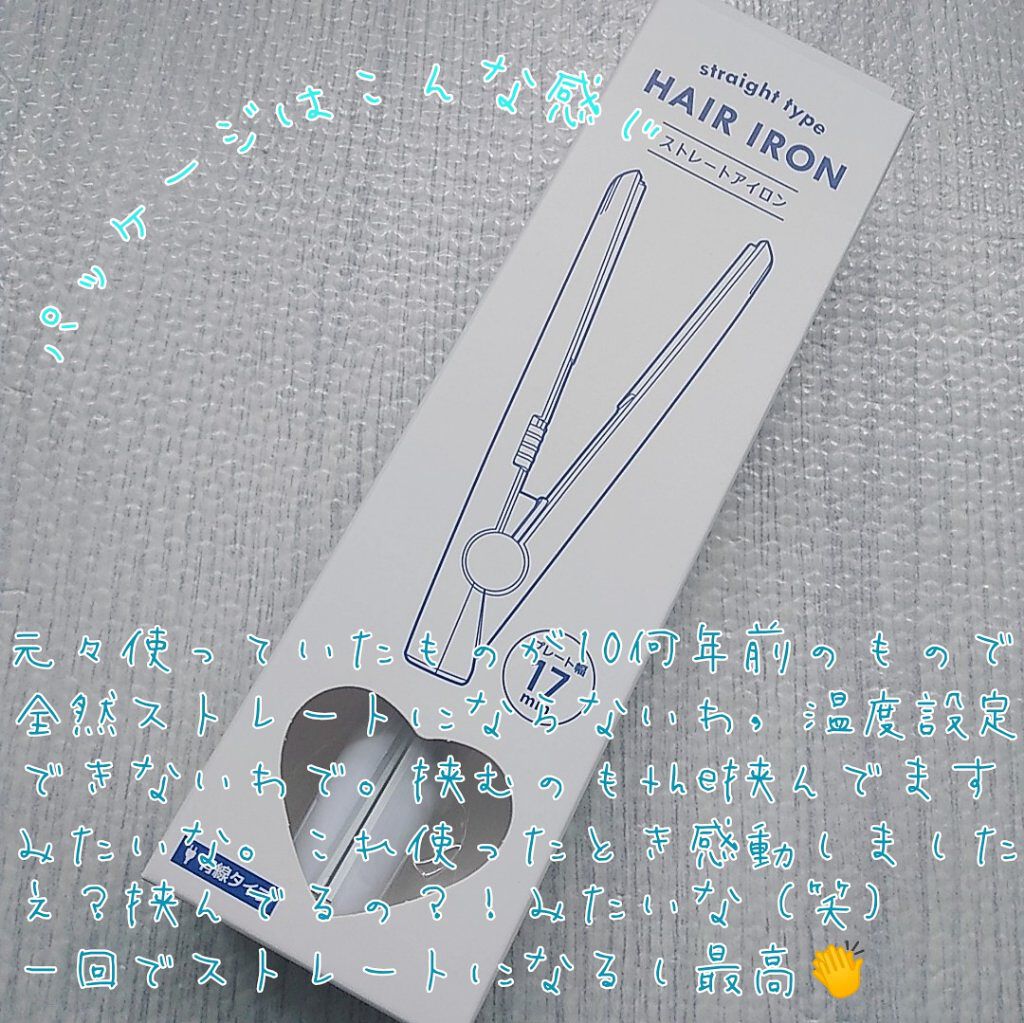 パッケージはこんな感じ
straight type
HAIR IRON
ストレートアイロン
プレート幅
17
mm
有線タイプ
元々使っていたものが10何年前のもので
全然ストレートにならないわ，温度設定
できないわで。挟むのもthe挟んでます
みたいな。これ使ったとき感動しました
え？挟んでるの？！みたいな（笑）
一回でストレートになるし最高👏